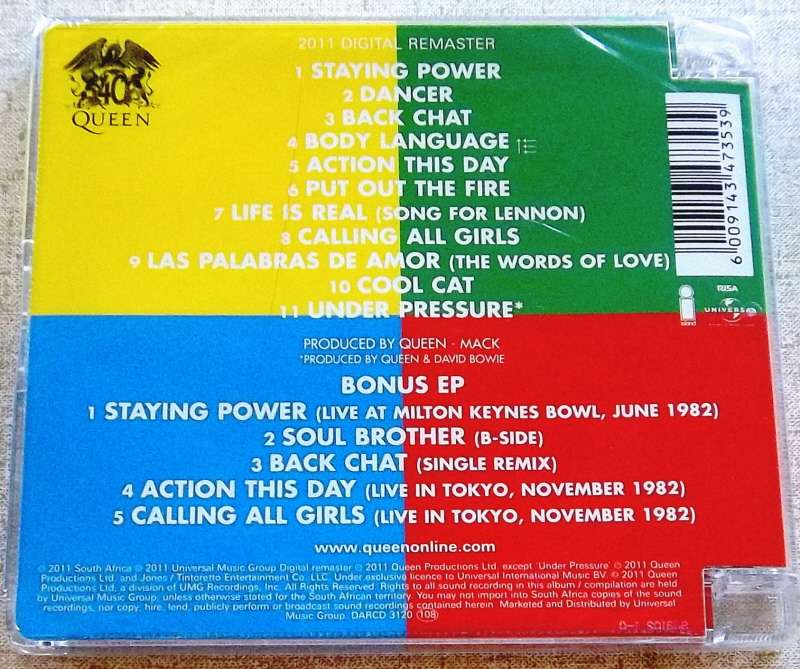 40
QUEEN
2011 DIGITAL REMASTER
1 STAYING POWER
2 DANCER
3 BACK CHAT
4 BODY LANGUAGE
5 ACTION THIS DAY
6 PUT OUT THE FIRE
7 LIFE IS REAL (SONG FOR LENNON)
8 CALLING ALL GIRLS
9 LAS PALABRAS DE AMOR (THE WORDS OF LOVE)
10 COOL CAT
11 UNDER PRESSURE*
6 009143 473539
RISA
island
UNIVERSAL
PRODUCED BY QUEEN - MACK
*PRODUCED BY QUEEN & DAVID BOWIE
BONUS EP
1 STAYING POWER (LIVE AT MILTON KEYNES BOWL, JUNE 1982)
2 SOUL BROTHER (B-SIDE)
3 BACK CHAT (SINGLE REMIX)
4 ACTION THIS DAY (LIVE IN TOKYO, NOVEMBER 1982)
5 CALLING ALL GIRLS (LIVE IN TOKYO, NOVEMBER 1982)
www.queenonline.com
℗ 2011 South Africa ℗ 2011 Universal Music Group Digital remaster ℗ 2011 Queen Productions Ltd. except 'Under Pressure' ℗ 2011 Queen
Productions Ltd. and Jones / Tintoretto Entertainment Co. LLC. Under exclusive licence to Universal International Music BV. © 2011 Queen
Productions Ltd, a division of UMG Recordings, Inc. All Rights Reserved. Rights to all sound recording in this album / compilation are held
by Universal Music Group, unless otherwise stated for the South African territory. You may not import into South Africa copies of the sound
recordings, nor copy, hire, lend, publicly perform or broadcast sound recordings contained herein. Marketed and Distributed by Universal
Music Group. DARCD 3120 (108)